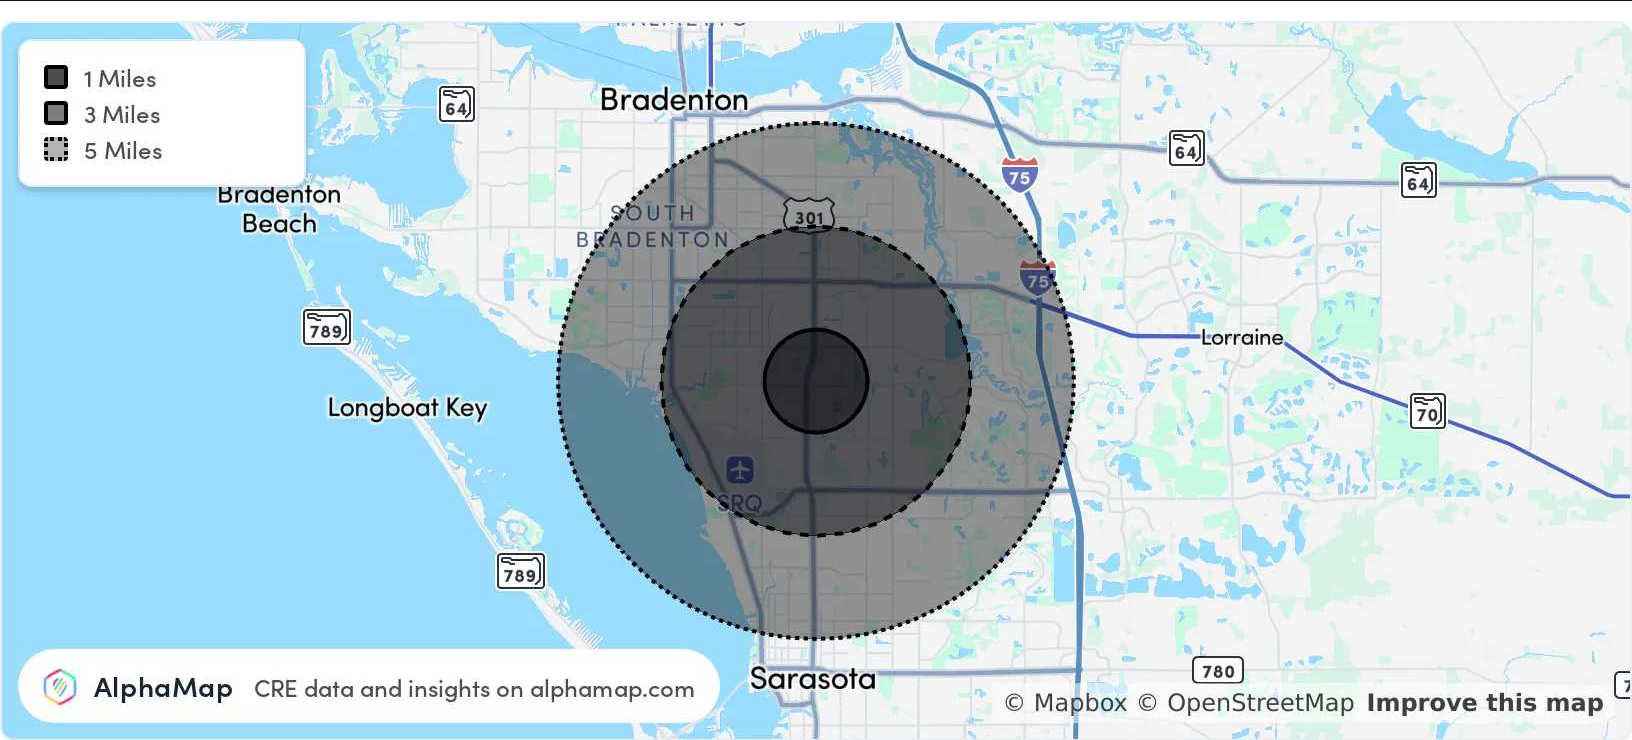 PALMETTO
1 Miles
3 Miles
5 Miles
64
Bradenton
64
75
64
Bradenton
Beach
SOUTH
BRADENTON
301
75
789
Lorraine
Longboat Key
70
SRQ
789
780
Sarasota
AlphaMap
CRE data and insights on alphamap.com
© Mapbox © OpenStreetMap Improve this map